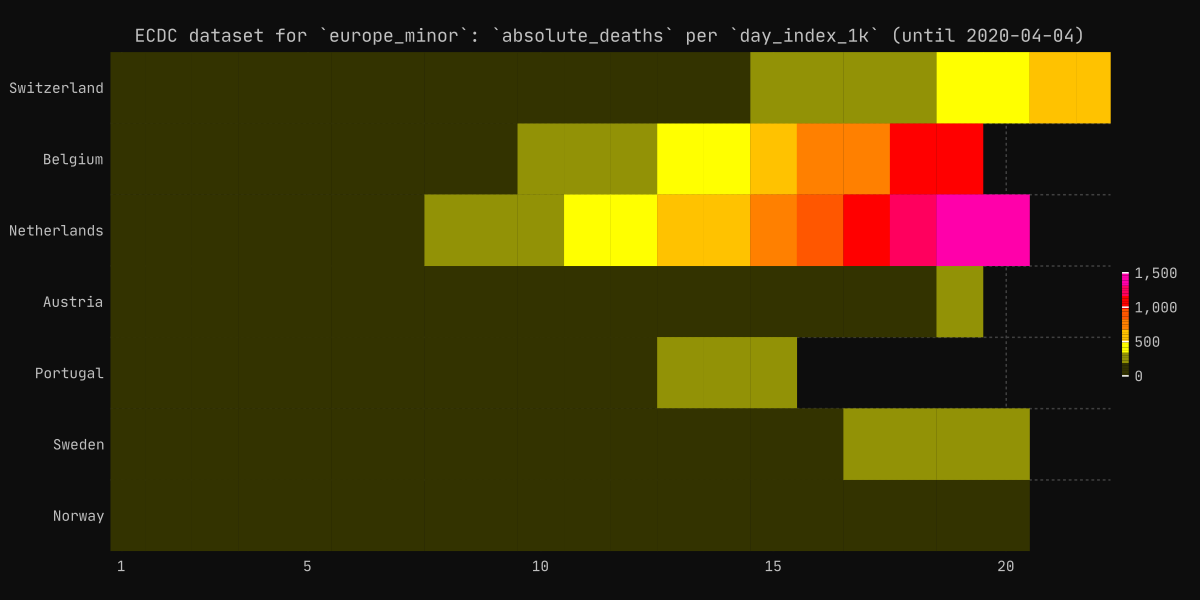 ECDC dataset for `europe_minor`: `absolute_deaths` per `day_index_1k` (until 2020-04-04)
Switzerland
Belgium
Netherlands
Austria
Portugal
Sweden
Norway
1,500
1,000
500
0
1 5 10 15 20